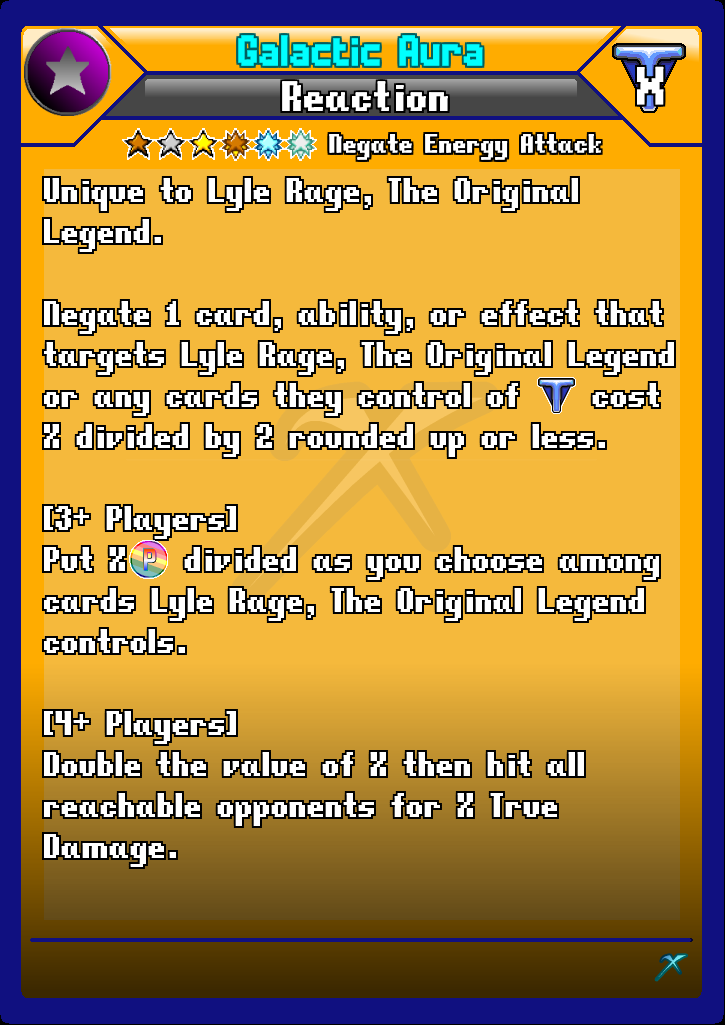 Galactic Aura
X
Reaction
Negate Energy Attack
Unique to Lyle Rage, The Original
Legend.
Negate 1 card, ability, or effect that
targets Lyle Rage, The Original Legend
or any cards they control of T cost
X divided by 2 rounded up or less.
[3+ Players]
Put X P divided as you choose among
cards Lyle Rage, The Original Legend
controls.
[4+ Players]
Double the value of X then hit all
reachable opponents for X True
Damage.